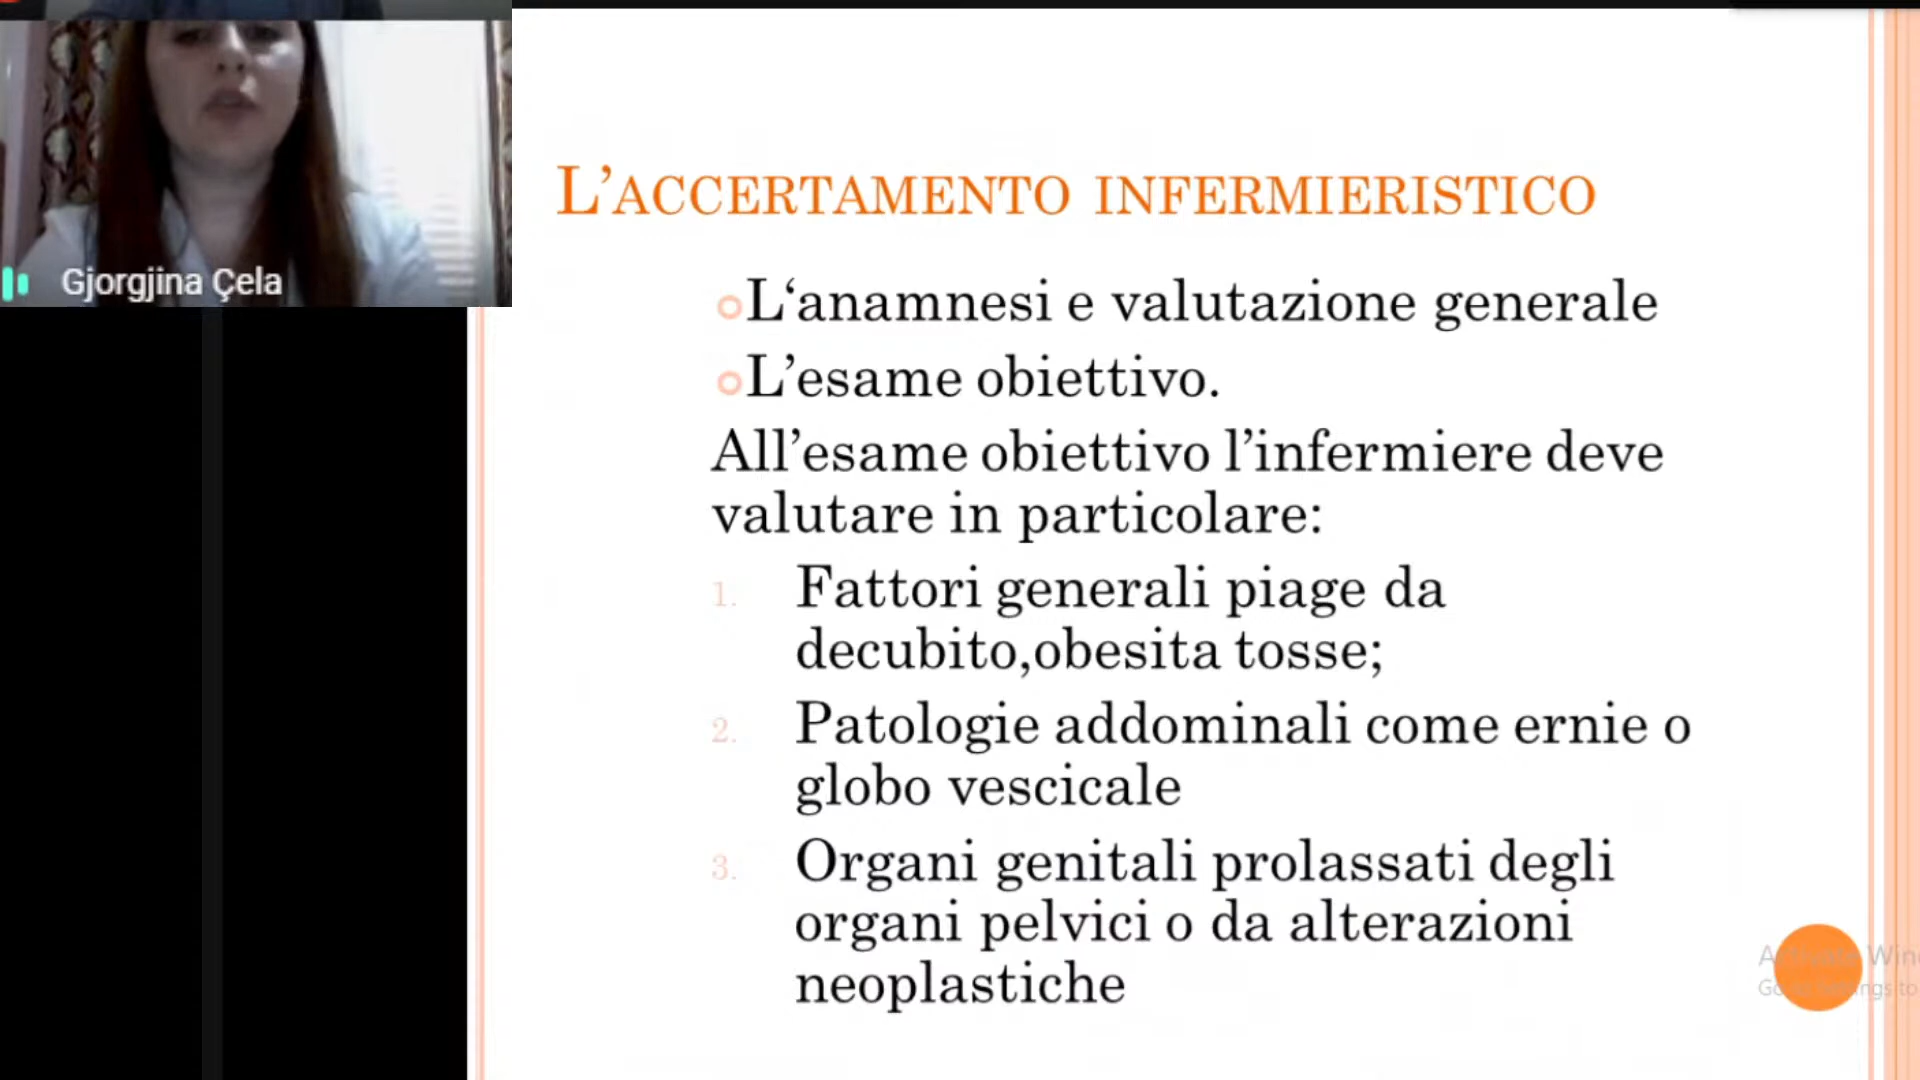 Gjorgjina Çela
L'ACCERTAMENTO INFERMIERISTICO
L‘anamnesi e valutazione generale
L’esame obiettivo.
All’esame obiettivo l’infermiere deve
valutare in particolare:
1. Fattori generali piage da
decubito,obesita tosse;
2. Patologie addominali come ernie o
globo vescicale
3. Organi genitali prolassati degli
organi pelvici o da alterazioni
neoplastiche